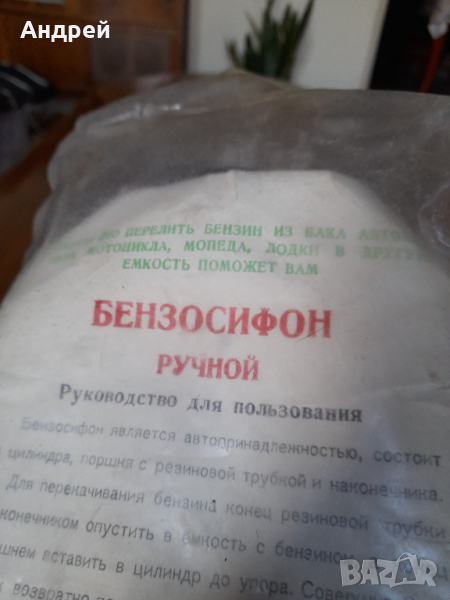 Андрей
ПЕРЕЛИТЬ БЕНЗИН ИЗ БАКА
МОТОЦИКЛА, МОПЕДА, ЛОДКИ В
ЕМКОСТЬ ПОМОЖЕТ ВАМ
БЕНЗОСИФОН
РУЧНОЙ
Руководство для пользования
Бензосифон является автопринадлежностью, состоит
цилиндра, поршня с резиновой трубкой и наконечника.
Для перекачивания бензина конец резиновой трубки
опустить в емкость с бензином
вставить в цилиндр до упора.
возвратно
BAZAR